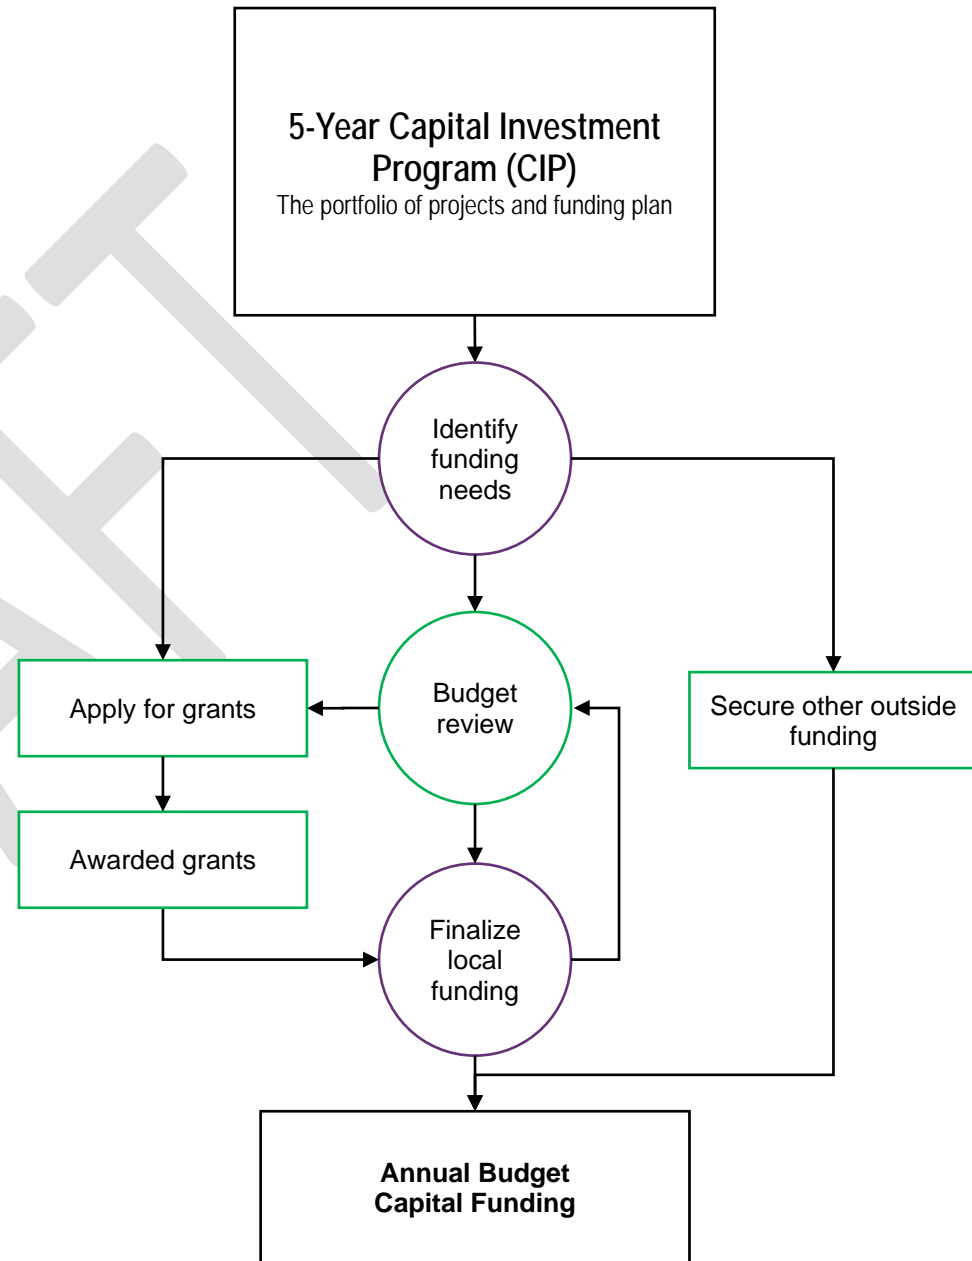 5-Year Capital Investment
Program (CIP)
The portfolio of projects and funding plan
Identify
funding
needs
Apply for grants
Budget
review
Secure other outside
funding
Awarded grants
Finalize
local
funding
Annual Budget
Capital Funding